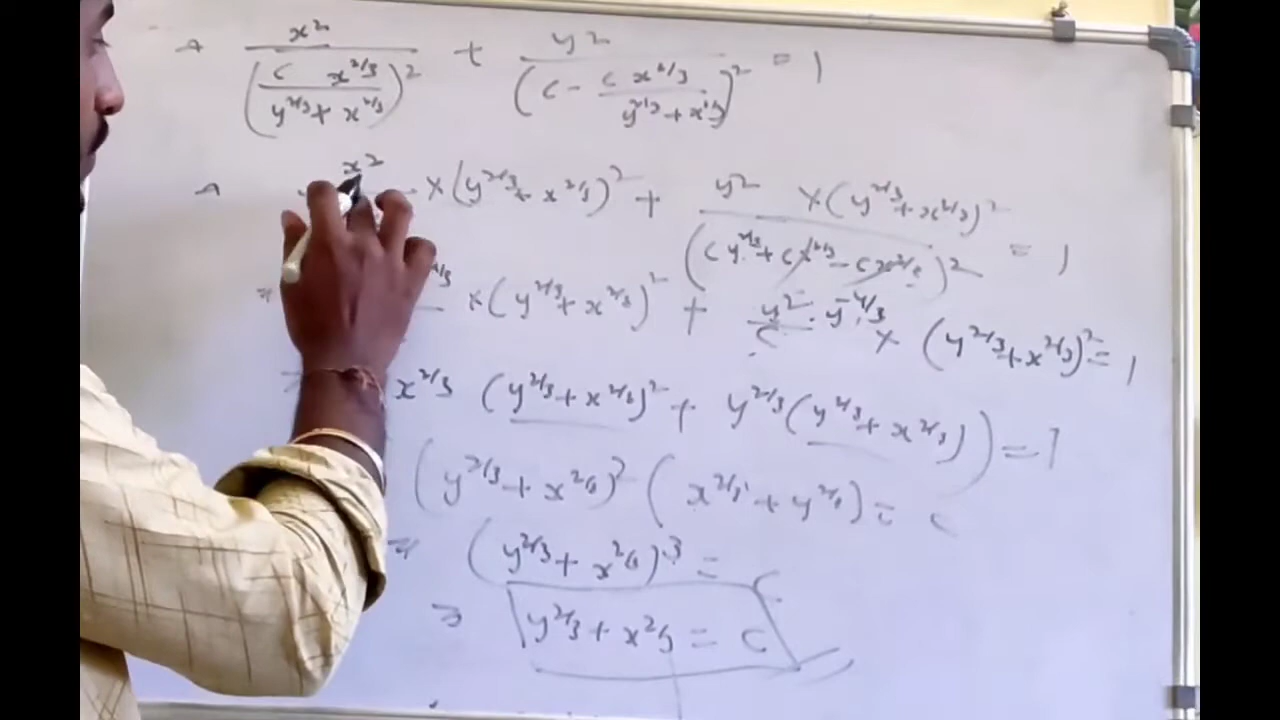 ⇒ x² / (c x^(2/3) / (y^(2/3) + x^(2/3)))² + y² / (c - c x^(2/3) / (y^(2/3) + x^(2/3)))² = 1
⇒ x² × (y^(2/3) + x^(2/3))² + y² × (y^(2/3) + x^(2/3))² / (c y^(2/3) + c x^(2/3) - c x^(2/3))² = 1
⇒ × (y^(2/3) + x^(2/3))² + y²/c · y^(-4/3) × (y^(2/3) + x^(2/3))² = 1
⇒ x^(2/3) (y^(2/3) + x^(2/3))² + y^(2/3) (y^(2/3) + x^(2/3)) ) = 1
(y^(2/3) + x^(2/3))² (x^(2/3) + y^(2/3)) = c
⇒ (y^(2/3) + x^(2/3))³ = c
⇒ y^(2/3) + x^(2/3) = c